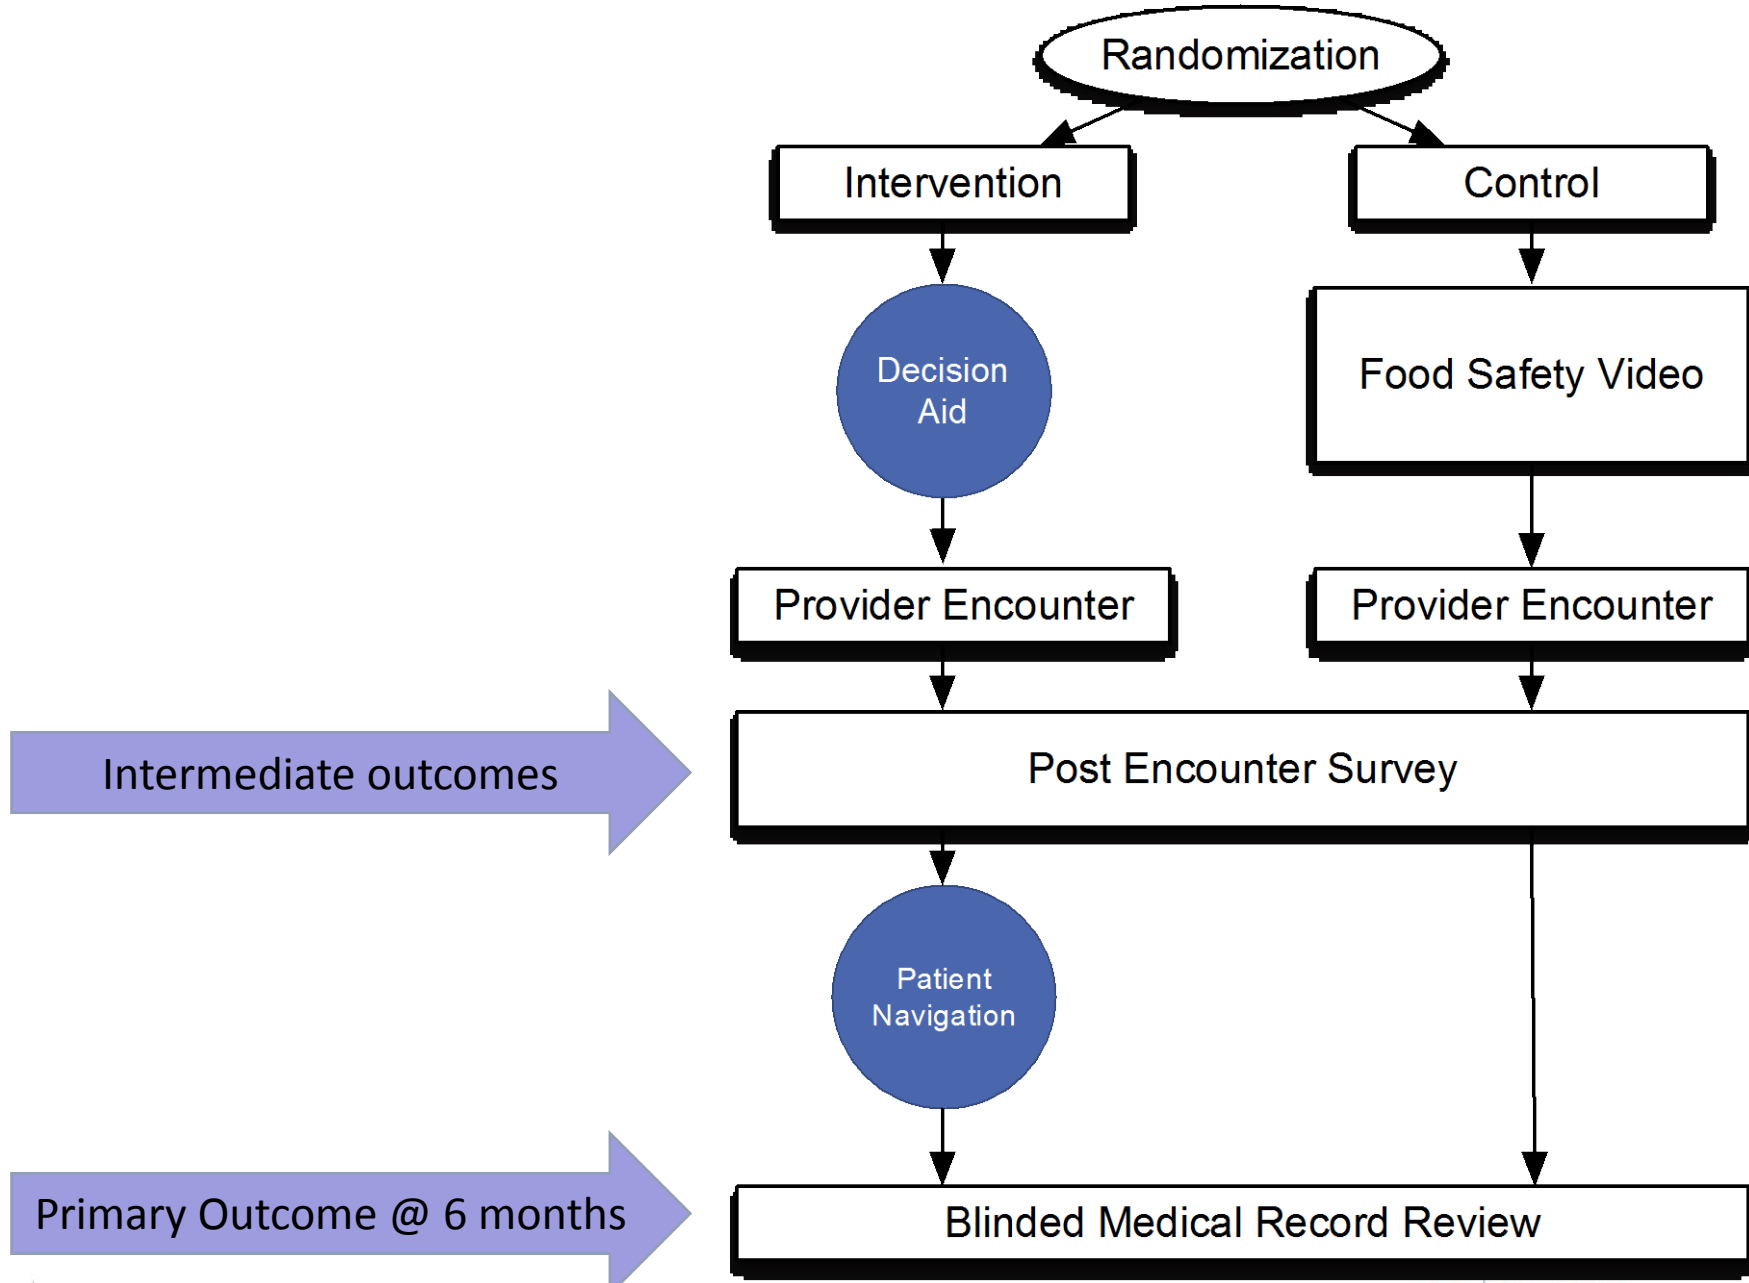 Randomization
Intervention
Control
Decision
Aid
Food Safety Video
Provider Encounter
Provider Encounter
Intermediate outcomes
Post Encounter Survey
Patient
Navigation
Primary Outcome @ 6 months
Blinded Medical Record Review